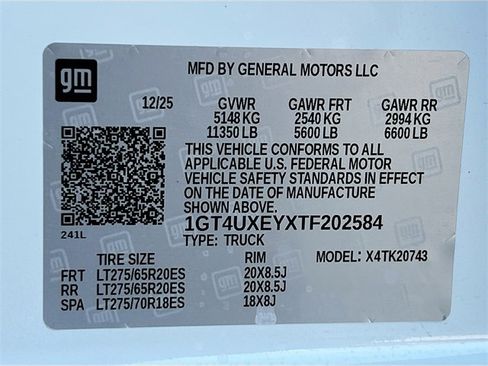 gm
MFD BY GENERAL MOTORS LLC
12/25 GVWR GAWR FRT GAWR RR
5148 KG 2540 KG 2994 KG
11350 LB 5600 LB 6600 LB
THIS VEHICLE CONFORMS TO ALL
APPLICABLE U.S. FEDERAL MOTOR
VEHICLE SAFETY STANDARDS IN EFFECT
ON THE DATE OF MANUFACTURE
SHOWN ABOVE.
1GT4UXEYXTF202584
241L TYPE: TRUCK
TIRE SIZE RIM MODEL: X4TK20743
FRT LT275/65R20ES 20X8.5J
RR LT275/65R20ES 20X8.5J
SPA LT275/70R18ES 18X8J